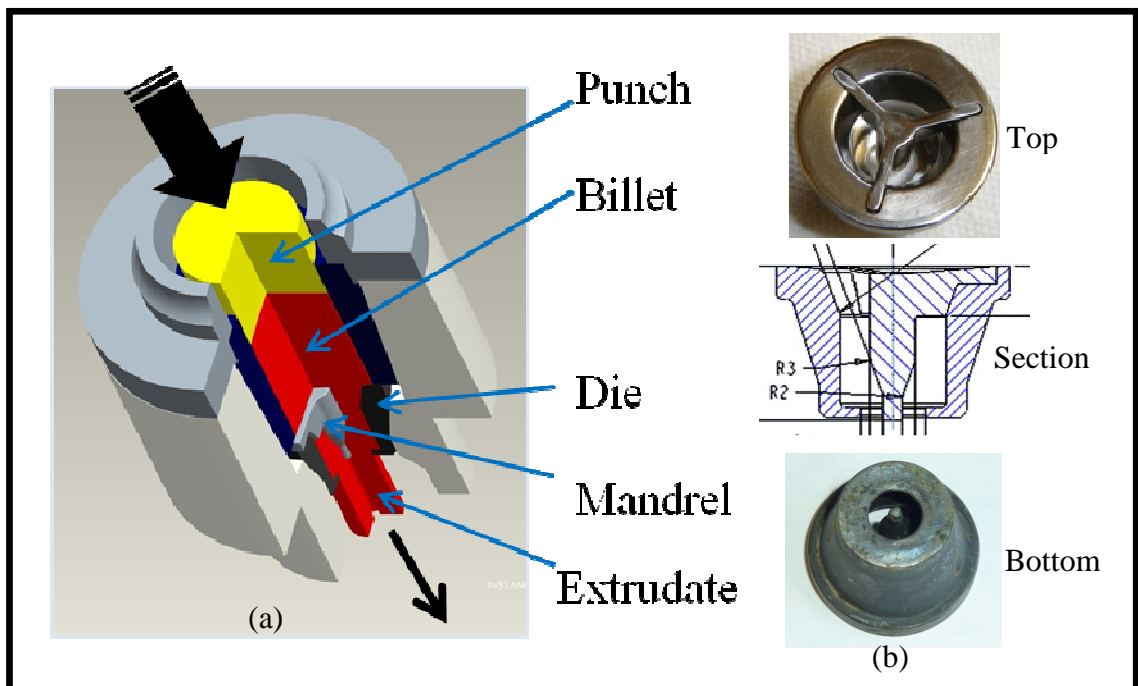 Punch
Billet
Die
Mandrel
Extrudate
(a)
Top
R3
R2
Section
Bottom
(b)